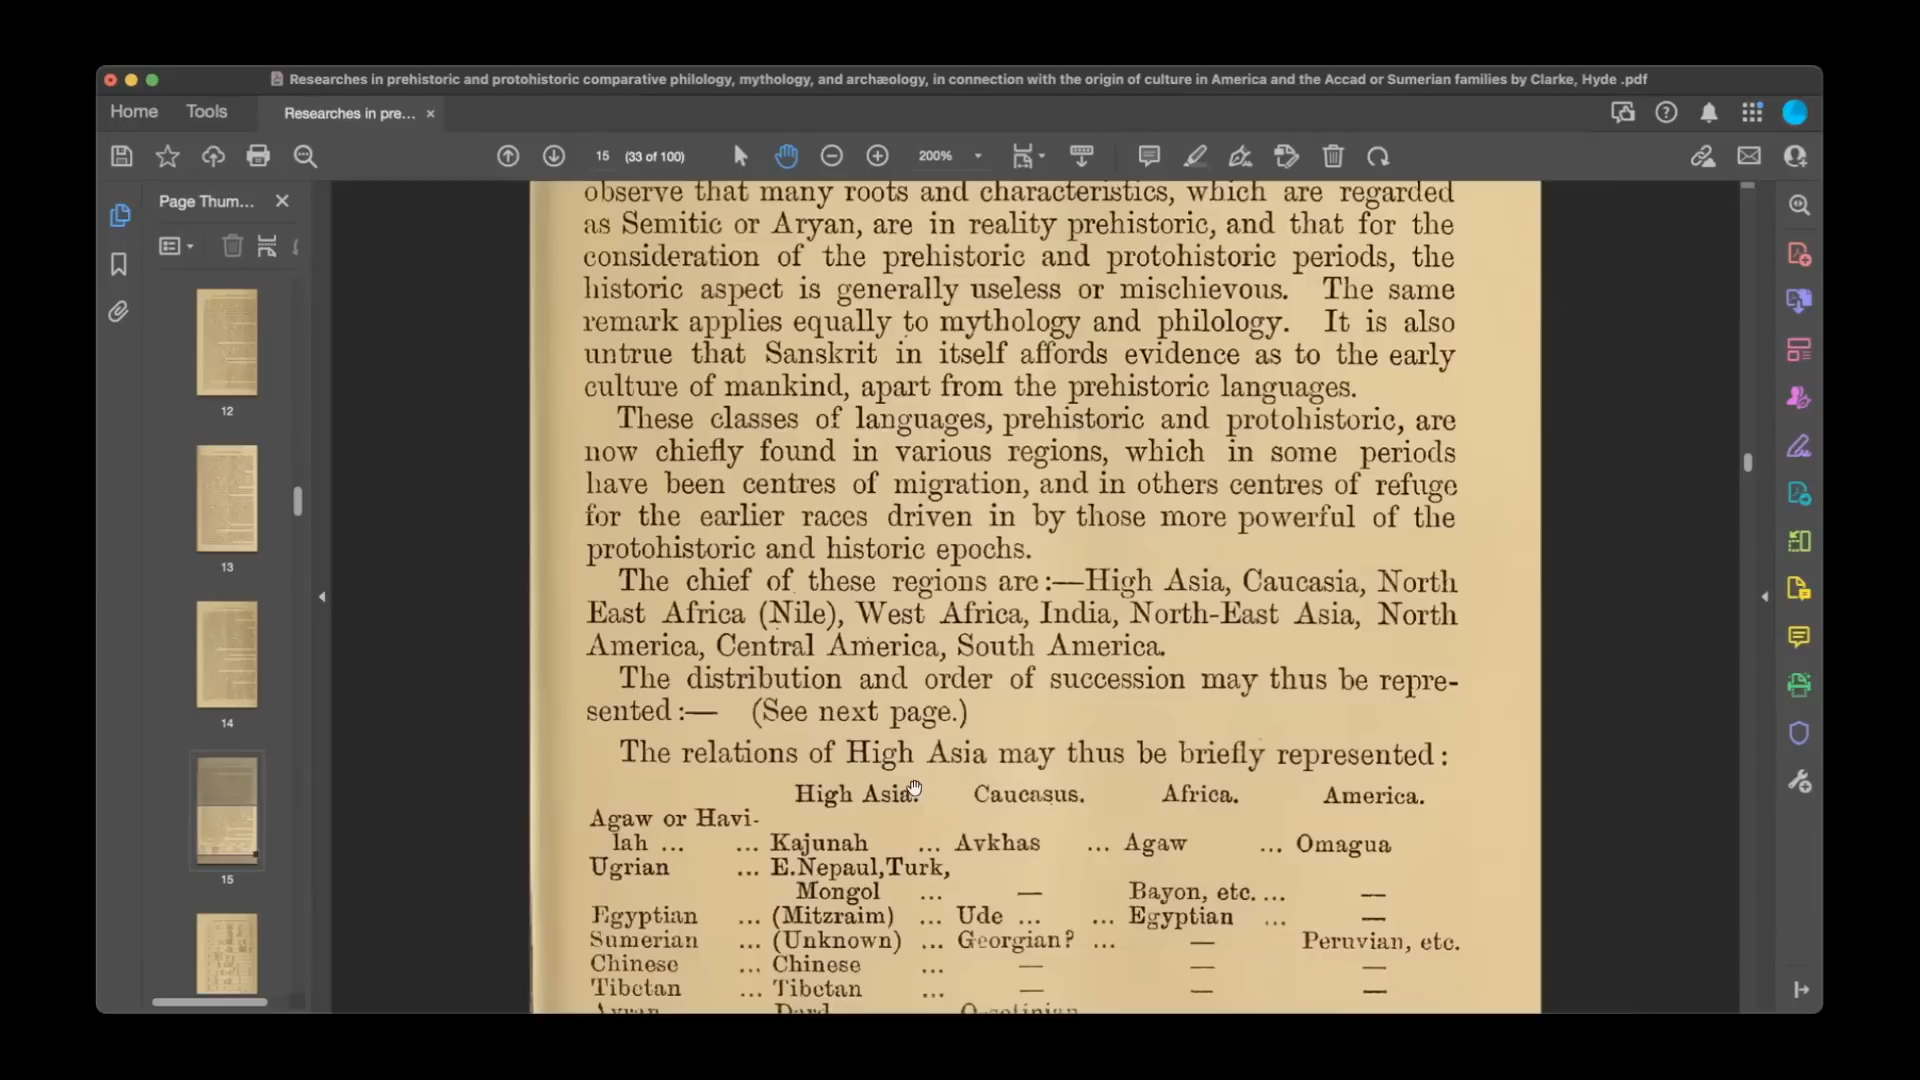 Researches in prehistoric and protohistoric comparative philology, mythology, and archæology, in connection with the origin of culture in America and the Accad or Sumerian families by Clarke, Hyde .pdf
Home Tools Researches in pre... ×
15 (33 of 100) 200%
Page Thum...
12
13
14
15
observe that many roots and characteristics, which are regarded
as Semitic or Aryan, are in reality prehistoric, and that for the
consideration of the prehistoric and protohistoric periods, the
historic aspect is generally useless or mischievous. The same
remark applies equally to mythology and philology. It is also
untrue that Sanskrit in itself affords evidence as to the early
culture of mankind, apart from the prehistoric languages.
These classes of languages, prehistoric and protohistoric, are
now chiefly found in various regions, which in some periods
have been centres of migration, and in others centres of refuge
for the earlier races driven in by those more powerful of the
protohistoric and historic epochs.
The chief of these regions are:—High Asia, Caucasia, North
East Africa (Nile), West Africa, India, North-East Asia, North
America, Central America, South America.
The distribution and order of succession may thus be repre-
sented :— (See next page.)
The relations of High Asia may thus be briefly represented :
High Asia. Caucasus. Africa. America.
Agaw or Havi-
lah ... ... Kajunah ... Avkhas ... Agaw ... Omagua
Ugrian ... E.Nepaul,Turk,
Mongol ... — Bayon, etc. ... —
Egyptian ... (Mitzraim) ... Ude ... ... Egyptian ... —
Sumerian ... (Unknown) ... Georgian? ... — Peruvian, etc.
Chinese ... Chinese ... — — —
Tibetan ... Tibetan ... — — —